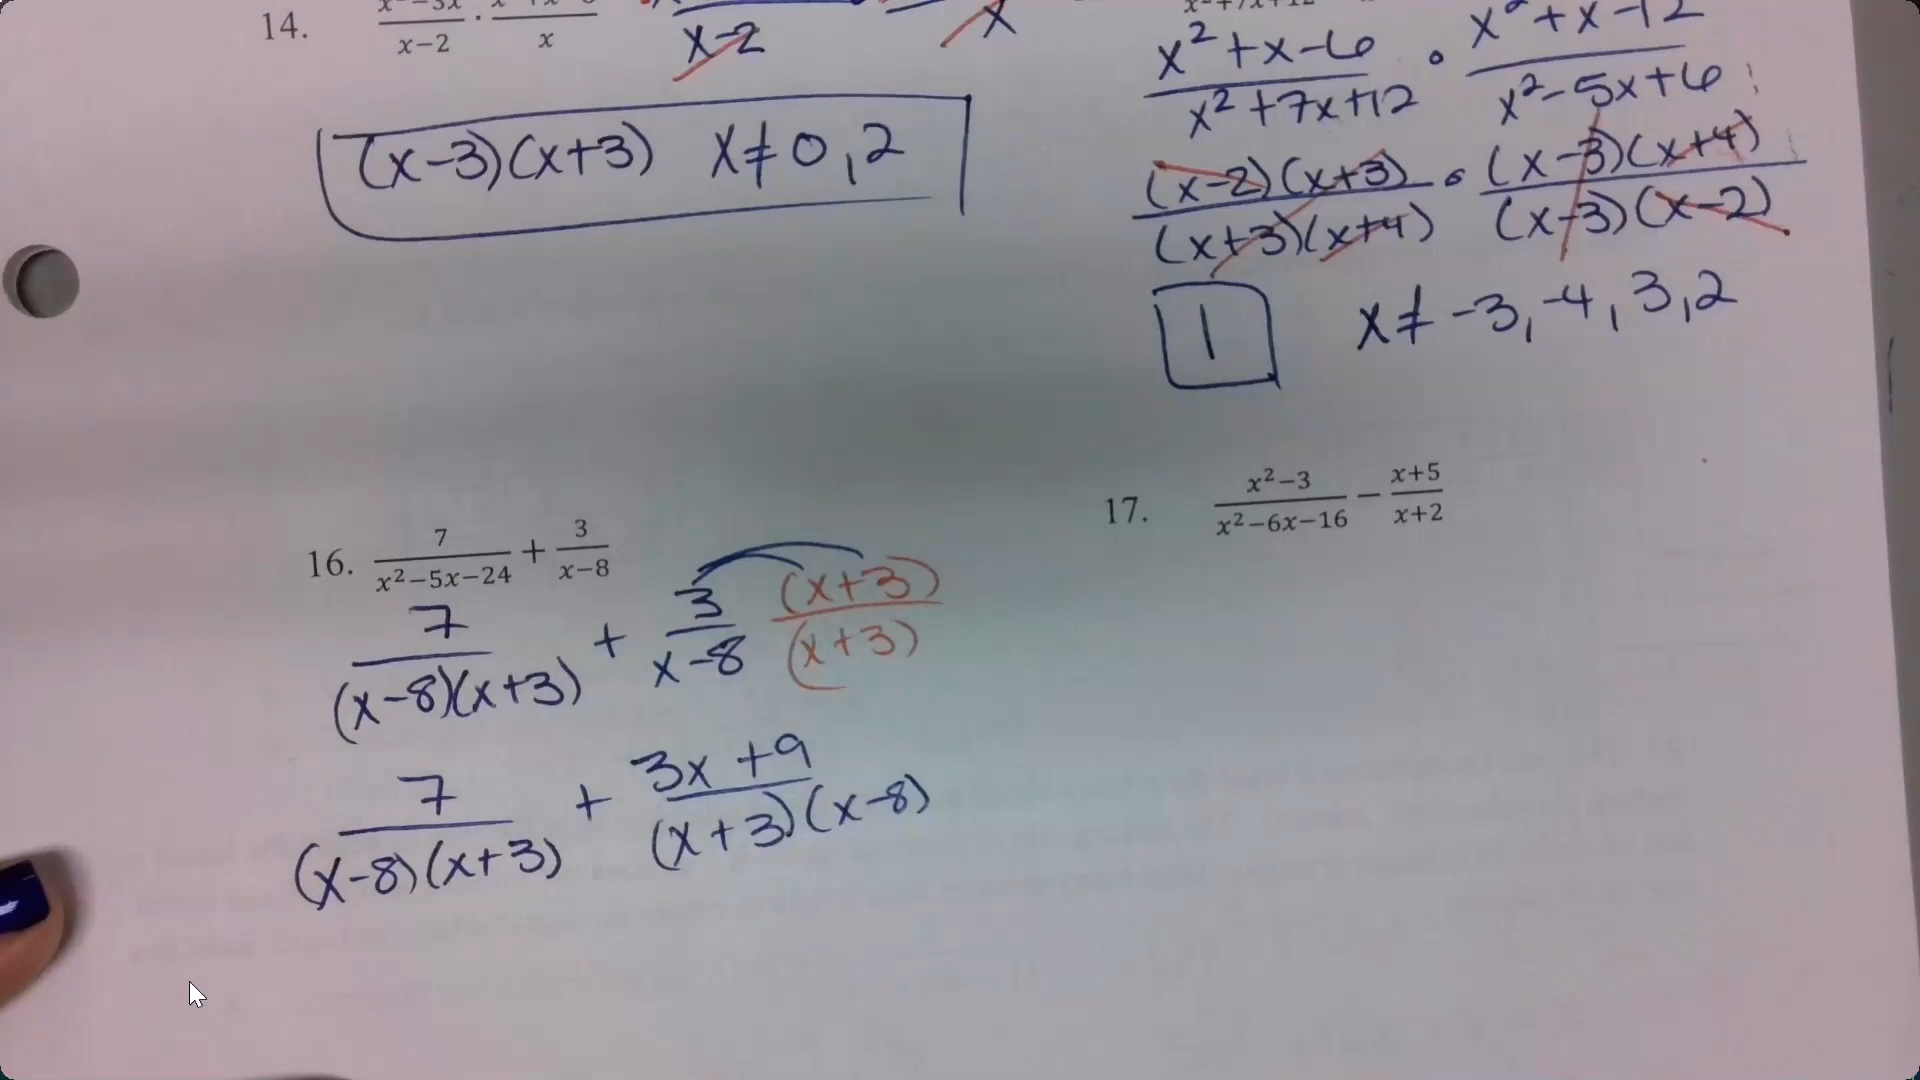 14. x-2 · x
x-2 x
(x-3)(x+3) x≠0,2
x²+x-6 · x²+x-12
x²+7x+12 x²-5x+6
(x-2)(x+3) · (x-3)(x+4)
(x+3)(x+4) (x-3)(x-2)
1 x≠-3,-4,3,2
16. 7/(x²-5x-24) + 3/(x-8)
7/((x-8)(x+3)) + 3/(x-8) (x+3)/(x+3)
7/((x-8)(x+3)) + (3x+9)/((x+3)(x-8))
17. (x²-3)/(x²-6x-16) - (x+5)/(x+2)